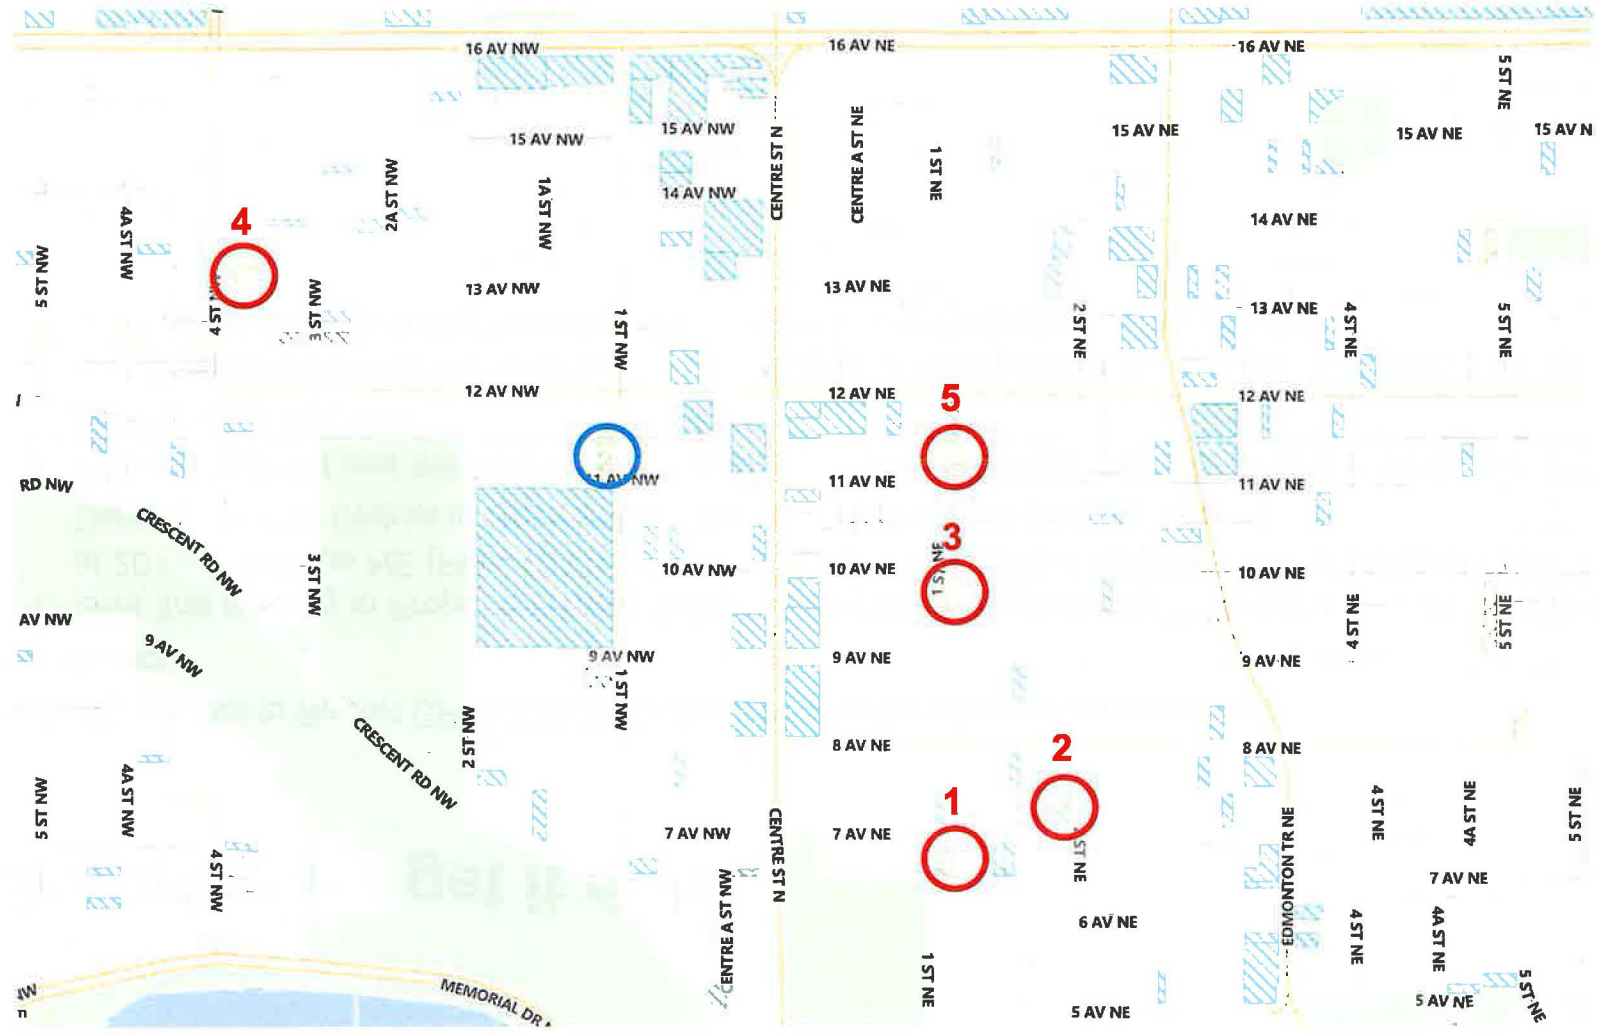 16 AV NW
16 AV NE
16 AV NE
5 ST NE
15 AV NW
15 AV NW
15 AV NE
15 AV NE
15 AV N
CENTRE ST N
CENTRE A ST NE
1 ST NE
2A ST NW
1A ST NW
14 AV NW
4A ST NW
4
14 AV NE
5 ST NW
4 ST NW
3 ST NW
13 AV NW
13 AV NE
13 AV NE
1 ST NW
2 ST NE
4 ST NE
5 ST NE
12 AV NW
12 AV NE
12 AV NE
5
RD NW
11 AV NW
11 AV NE
11 AV NE
CRESCENT RD NW
3 ST NW
3
1 ST NE
10 AV NW
10 AV NE
10 AV NE
AV NW
9 AV NW
4 ST NE
5 ST NE
9 AV NW
9 AV NE
9 AV NE
1 ST NW
2 ST NW
CRESCENT RD NW
8 AV NE
2
8 AV NE
5 ST NW
4A ST NW
1
4 ST NE
4A ST NE
5 ST NE
7 AV NW
7 AV NE
CENTRE ST N
ST NE
4 ST NW
EDMONTON TR NE
7 AV NE
CENTRE A ST NW
6 AV NE
4 ST NE
4A ST NE
1 ST NE
MEMORIAL DR
5 AV NE
5 AV NE
5 ST NE